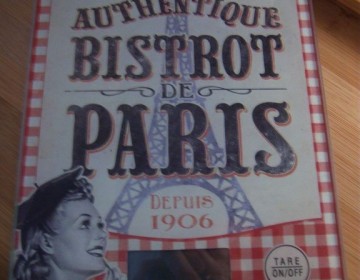 AUTHENTIQUE
BISTROT
DE
PARIS
DEPUIS
1906
TARE
ON/OFF